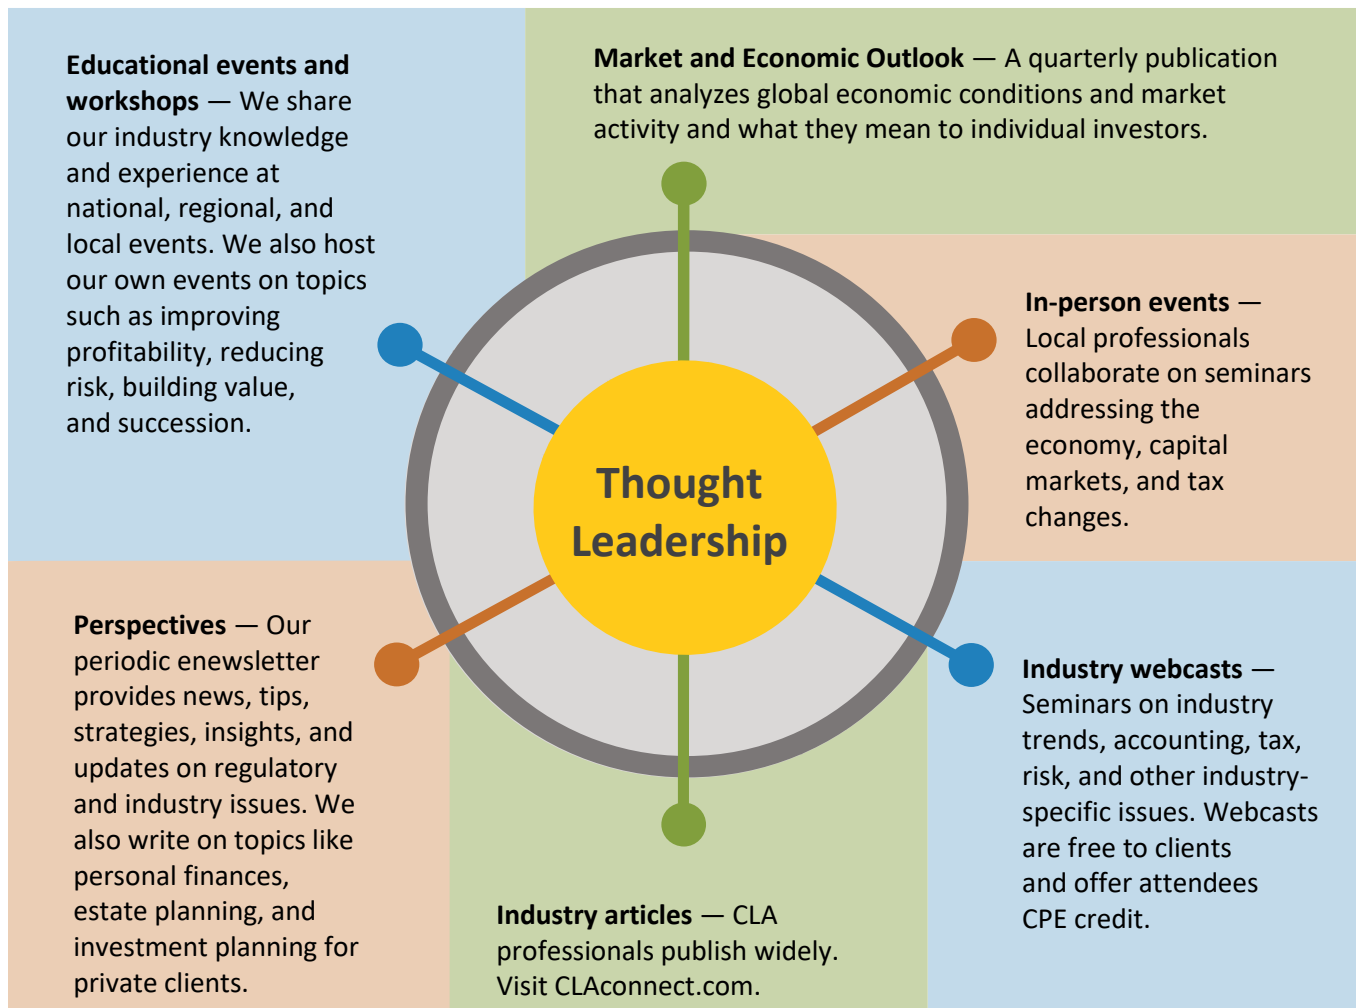 Educational events and
workshops — We share
our industry knowledge
and experience at
national, regional, and
local events. We also host
our own events on topics
such as improving
profitability, reducing
risk, building value,
and succession.
Market and Economic Outlook — A quarterly publication
that analyzes global economic conditions and market
activity and what they mean to individual investors.
In-person events —
Local professionals
collaborate on seminars
addressing the
economy, capital
markets, and tax
changes.
Thought
Leadership
Perspectives — Our
periodic enewsletter
provides news, tips,
strategies, insights, and
updates on regulatory
and industry issues. We
also write on topics like
personal finances,
estate planning, and
investment planning for
private clients.
Industry articles — CLA
professionals publish widely.
Visit CLAconnect.com.
Industry webcasts —
Seminars on industry
trends, accounting, tax,
risk, and other industry-
specific issues. Webcasts
are free to clients
and offer attendees
CPE credit.